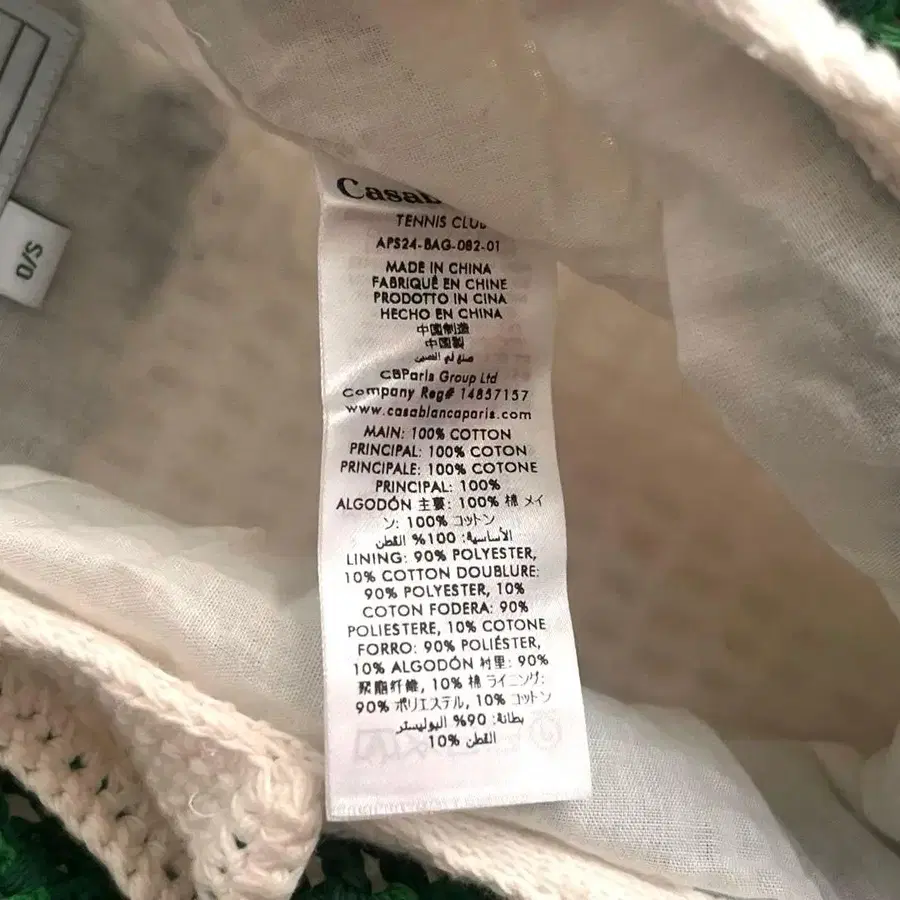 O/S
Casab
TENNIS CLUB
APS24-BAG-082-01
MADE IN CHINA
FABRIQUÉ EN CHINE
PRODOTTO IN CINA
HECHO EN CHINA
中国制造
中国製
صنع في الصين
CBParis Group Ltd
Company Reg# 14857157
www.casablancaparis.com
MAIN: 100% COTTON
PRINCIPAL: 100% COTON
PRINCIPALE: 100% COTONE
PRINCIPAL: 100%
ALGODÓN 主要: 100% 棉 メイ
ン: 100% コットン
الأساسية: 100% القطن
LINING: 90% POLYESTER,
10% COTTON DOUBLURE:
90% POLYESTER, 10%
COTON FODERA: 90%
POLIESTERE, 10% COTONE
FORRO: 90% POLIÉSTER,
10% ALGODÓN 衬里: 90%
聚酯纤维, 10% 棉 ライニング:
90% ポリエステル, 10% コットン
بطانة: 90% البوليستر
10% القطن